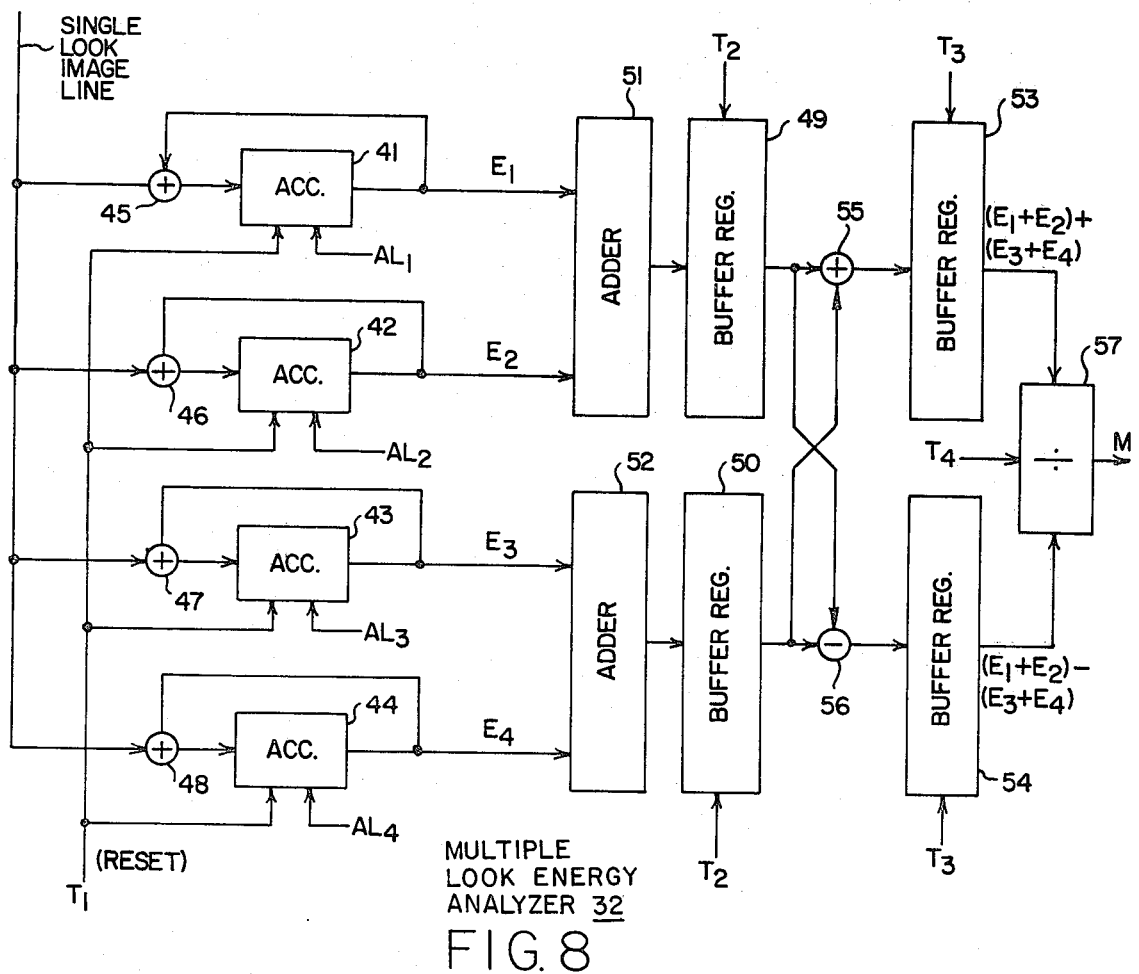 SINGLE
LOOK
IMAGE
LINE
45
ACC.
41
AL1
E1
46
ACC.
42
AL2
E2
47
ACC.
43
AL3
E3
48
ACC.
44
AL4
E4
T1
(RESET)
51
ADDER
52
ADDER
T2
49
BUFFER REG.
50
BUFFER REG.
T2
55
+
56
−
T3
53
BUFFER REG.
(E1+E2)+
(E3+E4)
BUFFER REG.
54
T3
(E1+E2)−
(E3+E4)
57
T4
÷
M
MULTIPLE
LOOK ENERGY
ANALYZER 32
FIG. 8